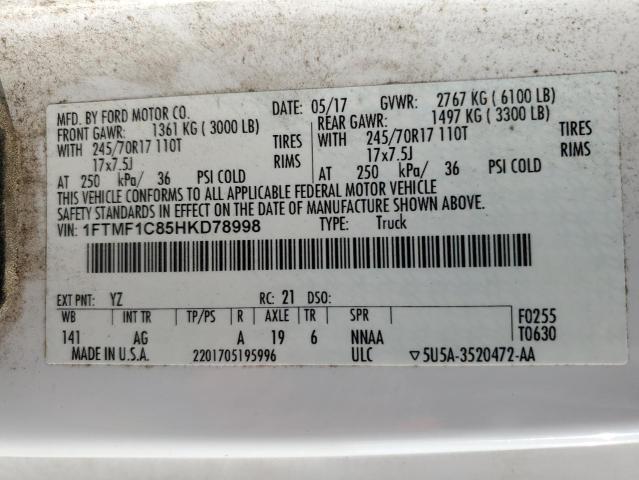 MFD. BY FORD MOTOR CO. DATE: 05/17 GVWR: 2767 KG ( 6100 LB)
FRONT GAWR: 1361 KG ( 3000 LB) REAR GAWR: 1497 KG ( 3300 LB)
WITH 245/70R17 110T TIRES WITH 245/70R17 110T TIRES
17x7.5J RIMS 17x7.5J RIMS
AT 250 kPa/ 36 PSI COLD AT 250 kPa/ 36 PSI COLD
THIS VEHICLE CONFORMS TO ALL APPLICABLE FEDERAL MOTOR VEHICLE
SAFETY STANDARDS IN EFFECT ON THE DATE OF MANUFACTURE SHOWN ABOVE.
VIN: 1FTMF1C85HKD78998 TYPE: Truck
EXT PNT: YZ RC: 21 DSO:
WB INT TR TP/PS R AXLE TR SPR F0255
141 AG A 19 6 NNAA T0630
MADE IN U.S.A. 2201705195996 ULC ▽5U5A-3520472-AA